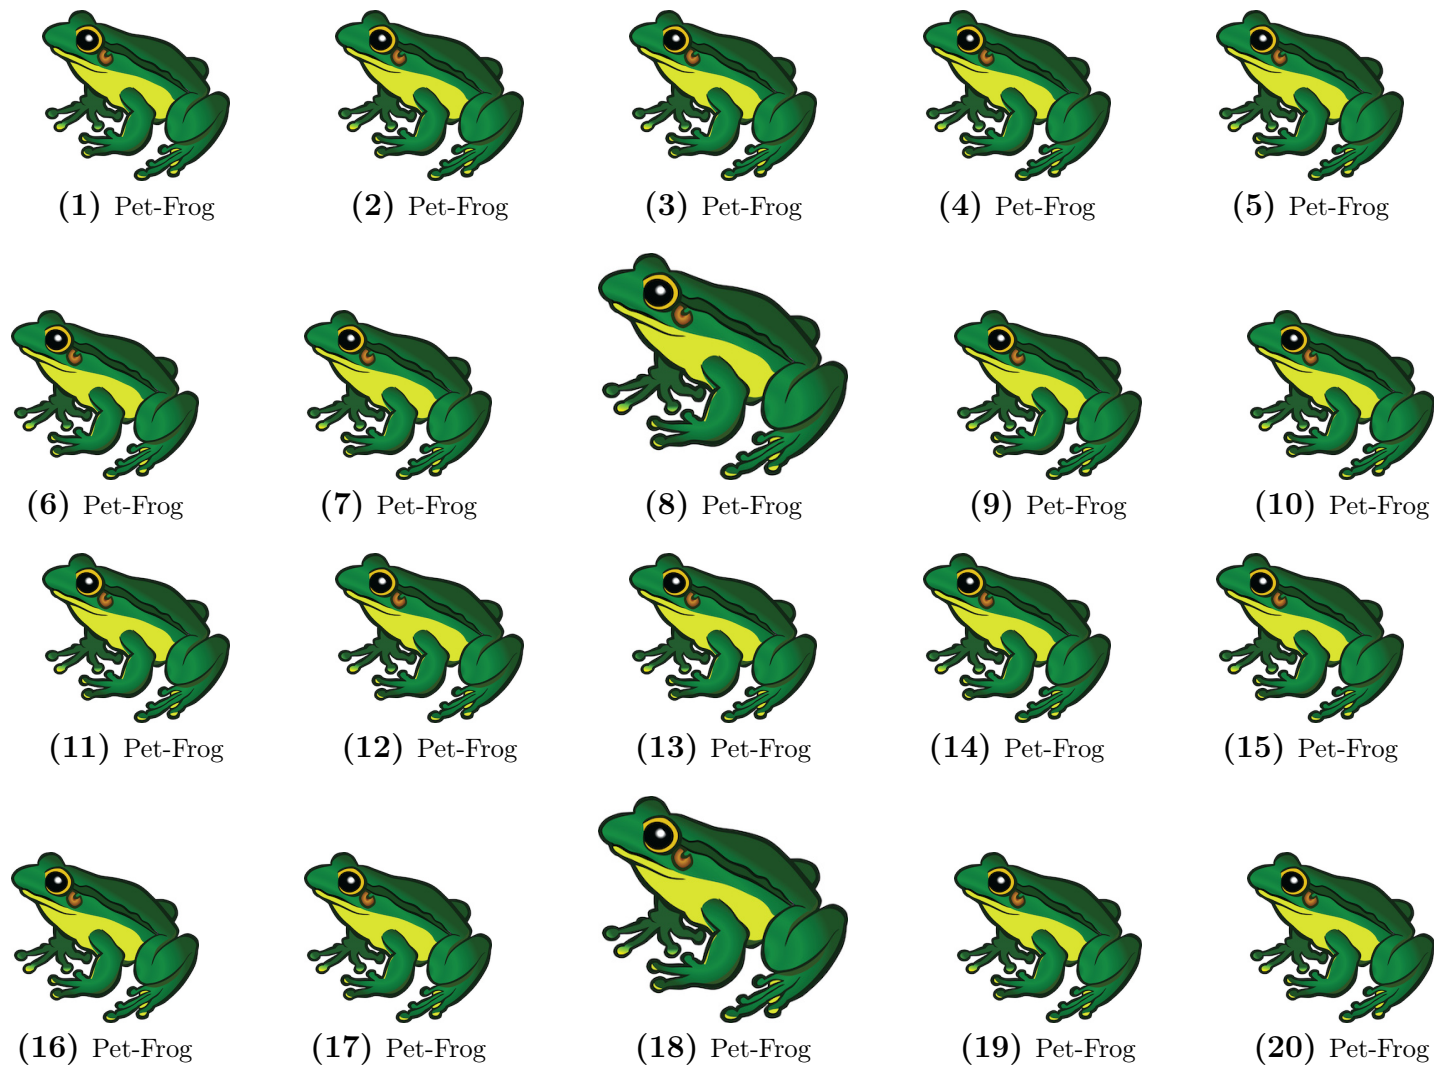 (1) Pet-Frog (2) Pet-Frog (3) Pet-Frog (4) Pet-Frog (5) Pet-Frog
(6) Pet-Frog (7) Pet-Frog (8) Pet-Frog (9) Pet-Frog (10) Pet-Frog
(11) Pet-Frog (12) Pet-Frog (13) Pet-Frog (14) Pet-Frog (15) Pet-Frog
(16) Pet-Frog (17) Pet-Frog (18) Pet-Frog (19) Pet-Frog (20) Pet-Frog